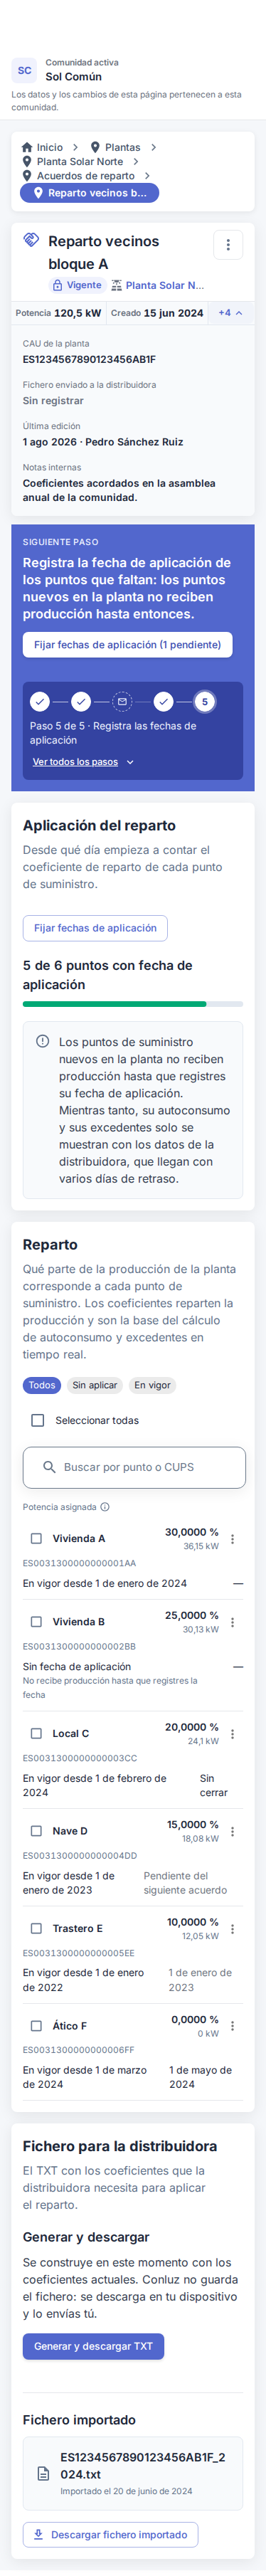 SC
Comunidad activa
Sol Común
Los datos y los cambios de esta página pertenecen a esta
comunidad.
Inicio
Plantas
Planta Solar Norte
Acuerdos de reparto
Reparto vecinos b...
Reparto vecinos
bloque A
Vigente
Planta Solar N...
Potencia 120,5 kW
Creado 15 jun 2024
+4
CAU de la planta
ES1234567890123456AB1F
Fichero enviado a la distribuidora
Sin registrar
Última edición
1 ago 2026 · Pedro Sánchez Ruiz
Notas internas
Coeficientes acordados en la asamblea
anual de la comunidad.
SIGUIENTE PASO
Registra la fecha de aplicación de
los puntos que faltan: los puntos
nuevos en la planta no reciben
producción hasta entonces.
Fijar fechas de aplicación (1 pendiente)
5
Paso 5 de 5 · Registra las fechas de
aplicación
Ver todos los pasos
Aplicación del reparto
Desde qué día empieza a contar el
coeficiente de reparto de cada punto
de suministro.
Fijar fechas de aplicación
5 de 6 puntos con fecha de
aplicación
Los puntos de suministro
nuevos en la planta no reciben
producción hasta que registres
su fecha de aplicación.
Mientras tanto, su autoconsumo
y sus excedentes solo se
muestran con los datos de la
distribuidora, que llegan con
varios días de retraso.
Reparto
Qué parte de la producción de la planta
corresponde a cada punto de
suministro. Los coeficientes reparten la
producción y son la base del cálculo
de autoconsumo y excedentes en
tiempo real.
Todos
Sin aplicar
En vigor
Seleccionar todas
Buscar por punto o CUPS
Potencia asignada
Vivienda A
30,0000 %
36,15 kW
ES0031300000000001AA
En vigor desde 1 de enero de 2024
—
Vivienda B
25,0000 %
30,13 kW
ES0031300000000002BB
Sin fecha de aplicación
—
No recibe producción hasta que registres la
fecha
Local C
20,0000 %
24,1 kW
ES0031300000000003CC
En vigor desde 1 de febrero de
2024
Sin
cerrar
Nave D
15,0000 %
18,08 kW
ES0031300000000004DD
En vigor desde 1 de
enero de 2023
Pendiente del
siguiente acuerdo
Trastero E
10,0000 %
12,05 kW
ES0031300000000005EE
En vigor desde 1 de enero
de 2022
1 de enero de
2023
Ático F
0,0000 %
0 kW
ES0031300000000006FF
En vigor desde 1 de marzo
de 2024
1 de mayo de
2024
Fichero para la distribuidora
El TXT con los coeficientes que la
distribuidora necesita para aplicar
el reparto.
Generar y descargar
Se construye en este momento con los
coeficientes actuales. Conluz no guarda
el fichero: se descarga en tu dispositivo
y lo envías tú.
Generar y descargar TXT
Fichero importado
ES1234567890123456AB1F_2
024.txt
Importado el 20 de junio de 2024
Descargar fichero importado